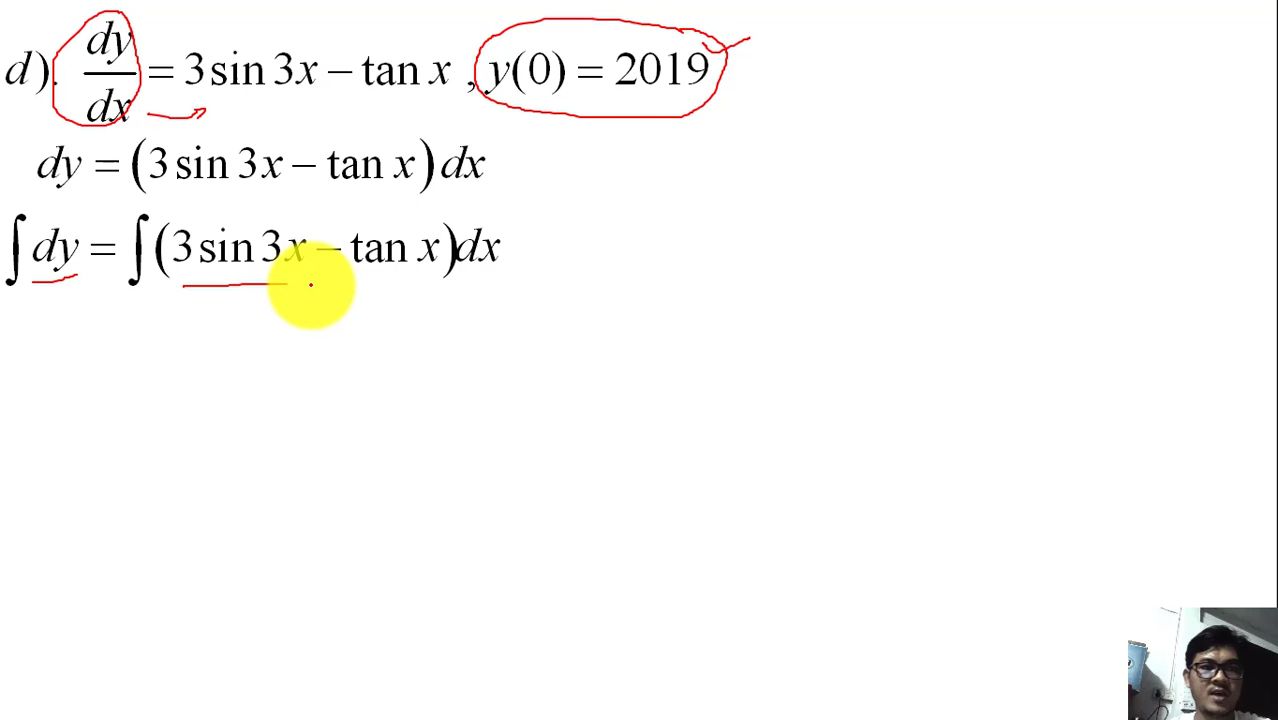 d). dy/dx = 3 sin 3x − tan x , y(0) = 2019
dy = (3 sin 3x − tan x) dx
∫ dy = ∫ (3 sin 3x − tan x) dx